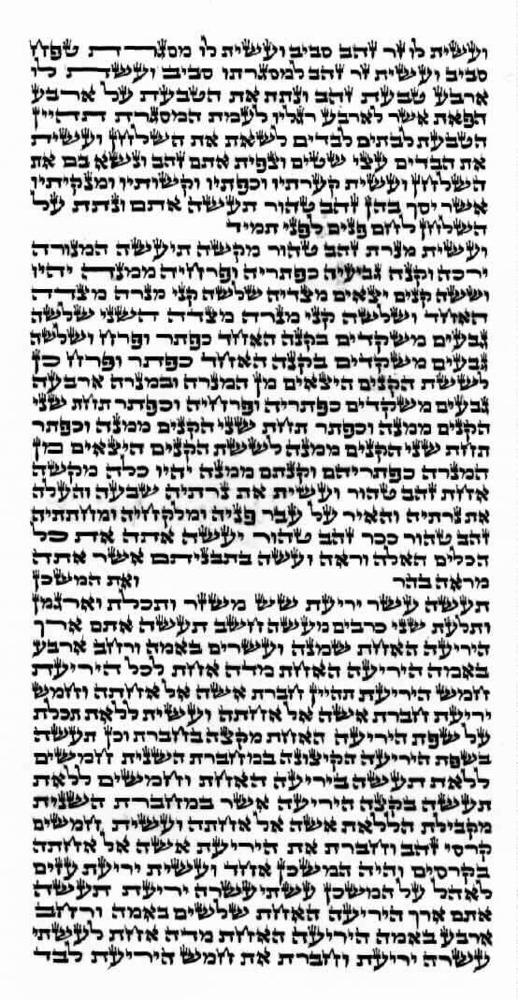 ועשית לו זר זהב סביב ועשית לו מסגרת טפח
סביב ועשית זר זהב למסגרתו סביב ועשית לו
ארבע טבעת זהב ונתת את הטבעת על ארבע
הפאת אשר לארבע רגליו לעמת המסגרת תהיין
הטבעת לבתים לבדים לשאת את השלחן ועשית
את הבדים עצי שטים וצפית אתם זהב ונשא בם את
השלחן ועשית קערתיו וכפתיו וקשותיו ומנקיתיו
אשר יסך בהן זהב טהור תעשה אתם ונתת על
השלחן לחם פנים לפני תמיד
ועשית מנרת זהב טהור מקשה תיעשה המנורה
ירכה וקנה גביעיה כפתריה ופרחיה ממנה יהיו
וששה קנים יצאים מצדיה שלשה קני מנרה מצדה
האחד ושלשה קני מנרה מצדה השני שלשה
גבעים משקדים בקנה האחד כפתר ופרח ושלשה
גבעים משקדים בקנה האחד כפתר ופרח כן
לששת הקנים היצאים מן המנרה ובמנרה ארבעה
גבעים משקדים כפתריה ופרחיה וכפתר תחת שני
הקנים ממנה וכפתר תחת שני הקנים ממנה וכפתר
תחת שני הקנים ממנה לששת הקנים היצאים מן
המנרה כפתריהם וקנתם ממנה יהיו כלה מקשה
אחת זהב טהור ועשית את נרתיה שבעה והעלה
את נרתיה והאיר על עבר פניה ומלקחיה ומחתתיה
זהב טהור ככר זהב טהור יעשה אתה את כל
הכלים האלה וראה ועשה בתבניתם אשר אתה
מראה בהר ואת המשכן
תעשה עשר יריעת שש משזר ותכלת וארגמן
ותלעת שני כרבים מעשה חשב תעשה אתם ארך
היריעה האחת שמנה ועשרים באמה ורחב ארבע
באמה היריעה האחת מדה אחת לכל היריעת
חמש היריעת תהיין חברת אשה אל אחתה וחמש
יריעת חברת אשה אל אחתה ועשית ללאת תכלת
על שפת היריעה האחת מקצה בחברת וכן תעשה
בשפת היריעה הקיצונה במחברת השנית חמשים
ללאת תעשה ביריעה האחת וחמשים ללאת
תעשה בקצה היריעה אשר במחברת השנית
מקבילת הללאת אשה אל אחתה ועשית חמשים
קרסי זהב וחברת את היריעת אשה אל אחתה
בקרסים והיה המשכן אחד ועשית יריעת עזים
לאהל על המשכן עשתי עשרה יריעת תעשה
אתם ארך היריעה האחת שלשים באמה ורחב
ארבע באמה היריעה האחת מדה אחת לעשתי
עשרה יריעת וחברת את חמש היריעת לבד